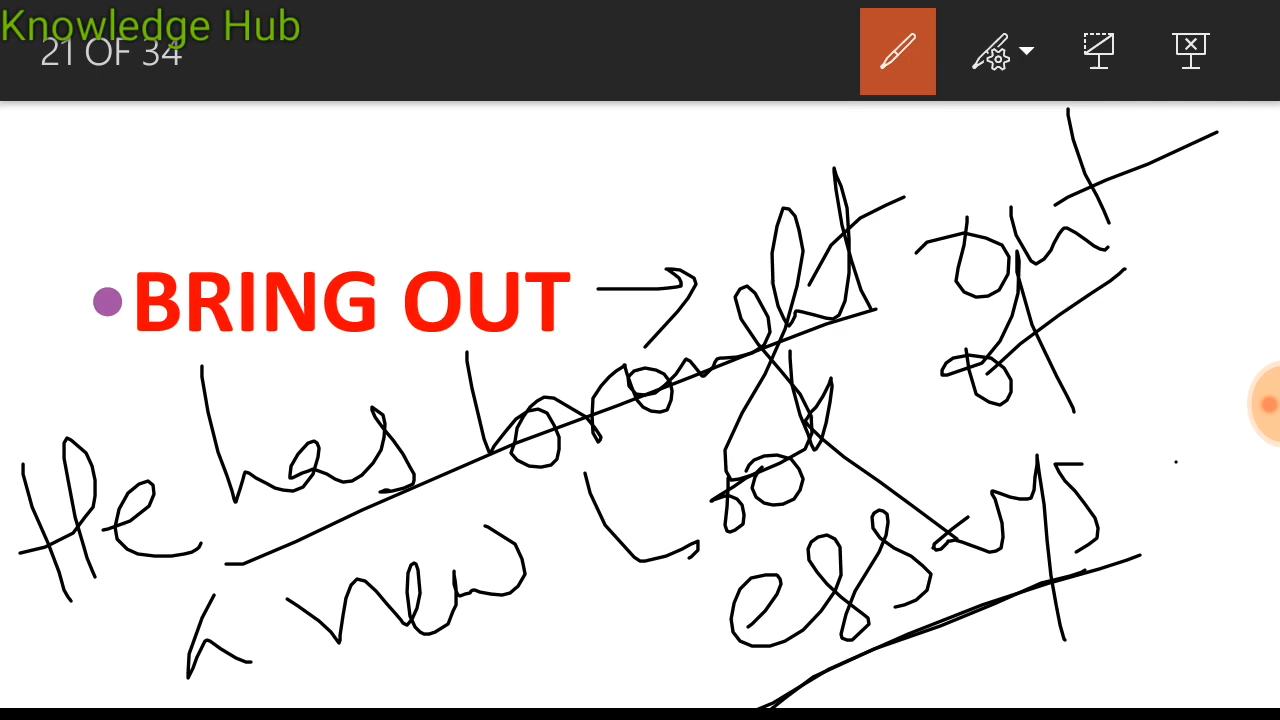 Knowledge Hub
21 OF 34
• BRING OUT →
He has brought out
a new book of
essays